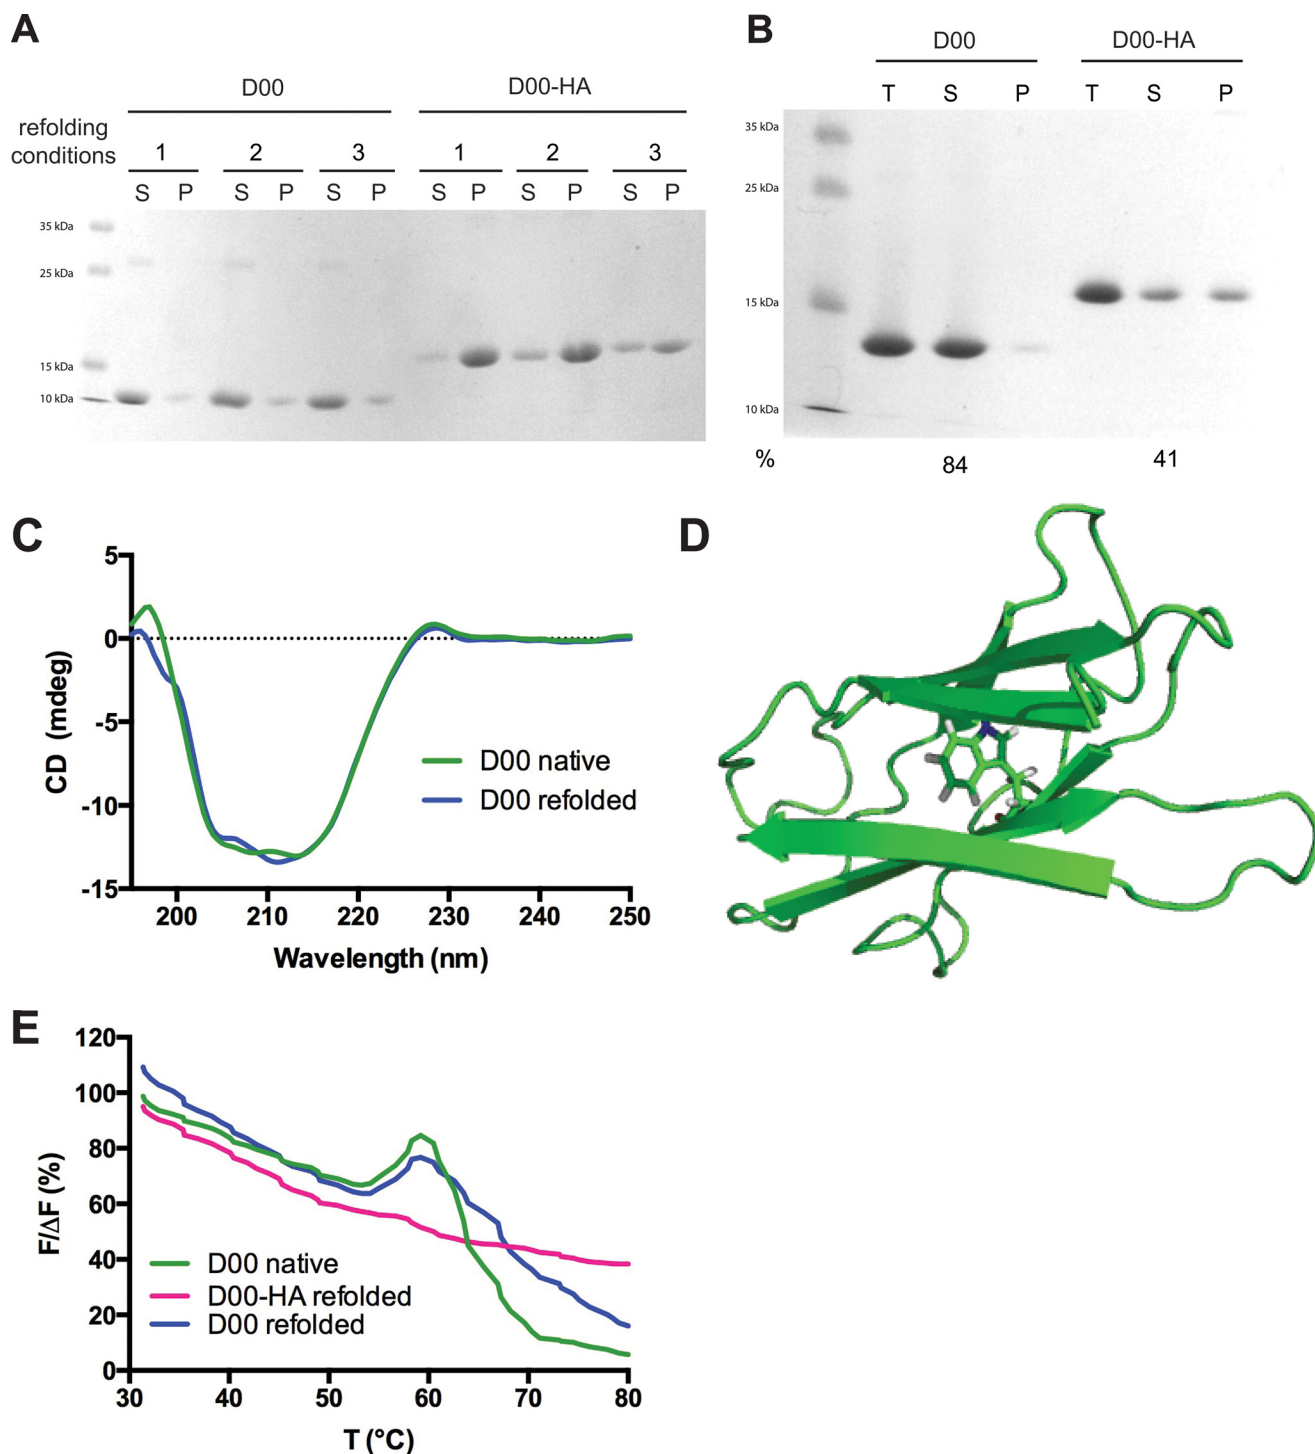 A
D00 D00-HA
refolding
conditions
1 2 3 1 2 3
S P S P S P S P S P S P
35 kDa
25 kDa
15 kDa
10 kDa
B
D00 D00-HA
T S P T S P
35 kDa
25 kDa
15 kDa
10 kDa
% 84 41
C
5
0
-5
-10
-15
CD (mdeg)
D00 native
D00 refolded
200 210 220 230 240 250
Wavelength (nm)
D
E
120
100
80
60
40
20
0
F/ΔF (%)
D00 native
D00-HA refolded
D00 refolded
30 40 50 60 70 80
T (°C)